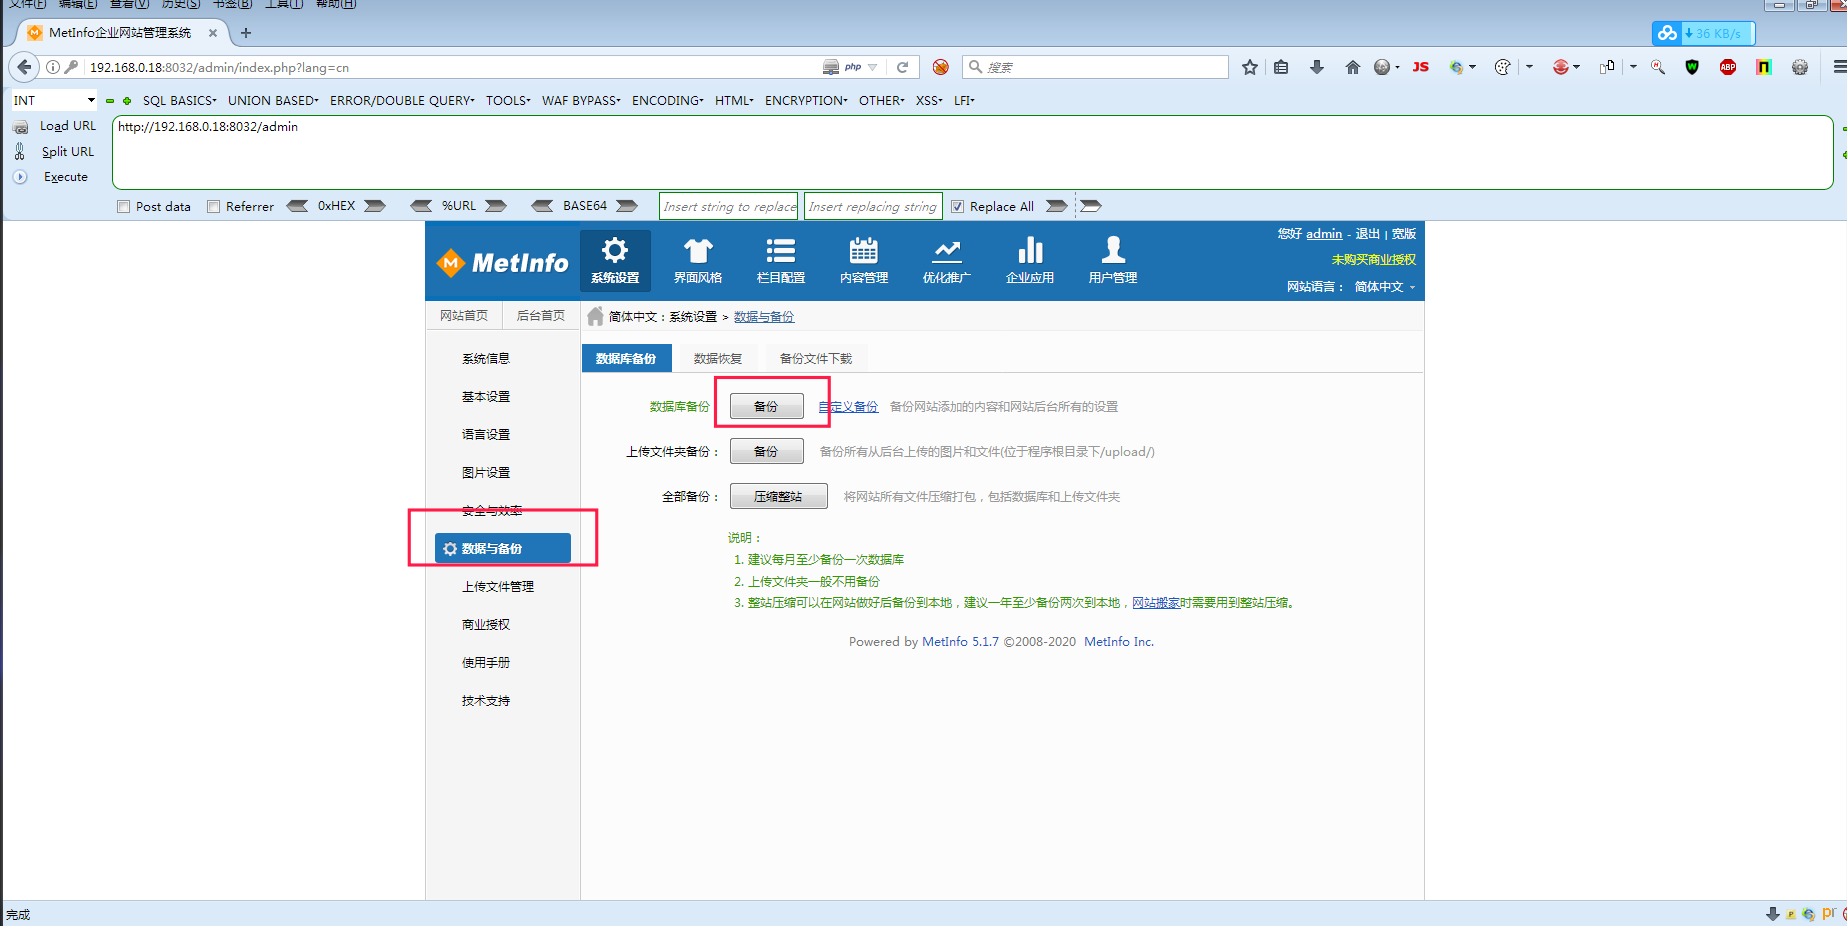 文件(F) 编辑(E) 查看(V) 历史(S) 书签(B) 工具(T) 帮助(H)
MetInfo企业网站管理系统
36 KB/s
192.168.0.18:8032/admin/index.php?lang=cn
php
搜索
JS
ABP
INT
SQL BASICS UNION BASED ERROR/DOUBLE QUERY TOOLS WAF BYPASS ENCODING HTML ENCRYPTION OTHER XSS LFI
Load URL
http://192.168.0.18:8032/admin
Split URL
Execute
Post data Referrer 0xHEX %URL BASE64 Insert string to replace Insert replacing string Replace All
MetInfo
系统设置 界面风格 栏目配置 内容管理 优化推广 企业应用 用户管理
您好 admin - 退出 | 宽版
未购买商业授权
网站语言： 简体中文
网站首页 后台首页
简体中文：系统设置 > 数据与备份
系统信息
基本设置
语言设置
图片设置
安全与效率
数据与备份
上传文件管理
商业授权
使用手册
技术支持
数据库备份 数据恢复 备份文件下载
数据库备份 备份 自定义备份 备份网站添加的内容和网站后台所有的设置
上传文件夹备份： 备份 备份所有从后台上传的图片和文件(位于程序根目录下/upload/)
全部备份： 压缩整站 将网站所有文件压缩打包，包括数据库和上传文件夹
说明：
1. 建议每月至少备份一次数据库
2. 上传文件夹一般不用备份
3. 整站压缩可以在网站做好后备份到本地，建议一年至少备份两次到本地，网站搬家时需要用到整站压缩。
Powered by MetInfo 5.1.7 ©2008-2020 MetInfo Inc.
完成
pr